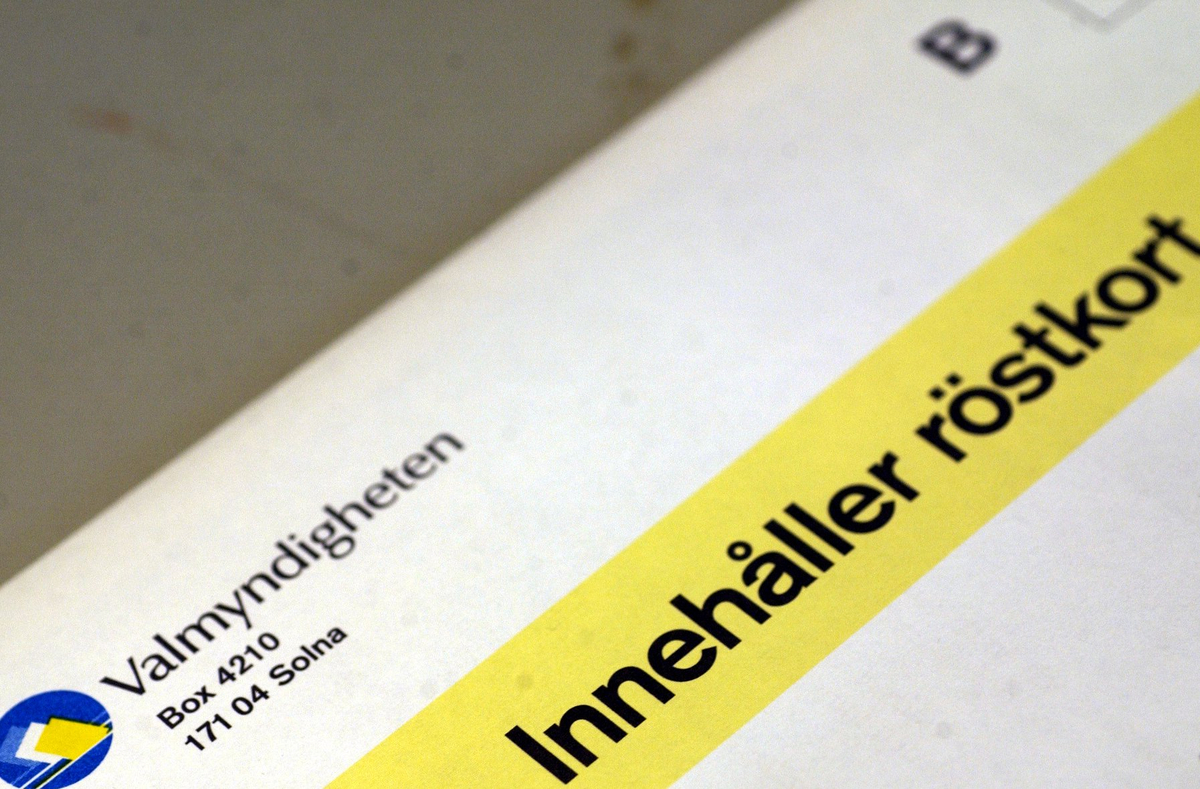 B
Valmyndigheten
Box 4210
171 04 Solna
Innehåller röstkort